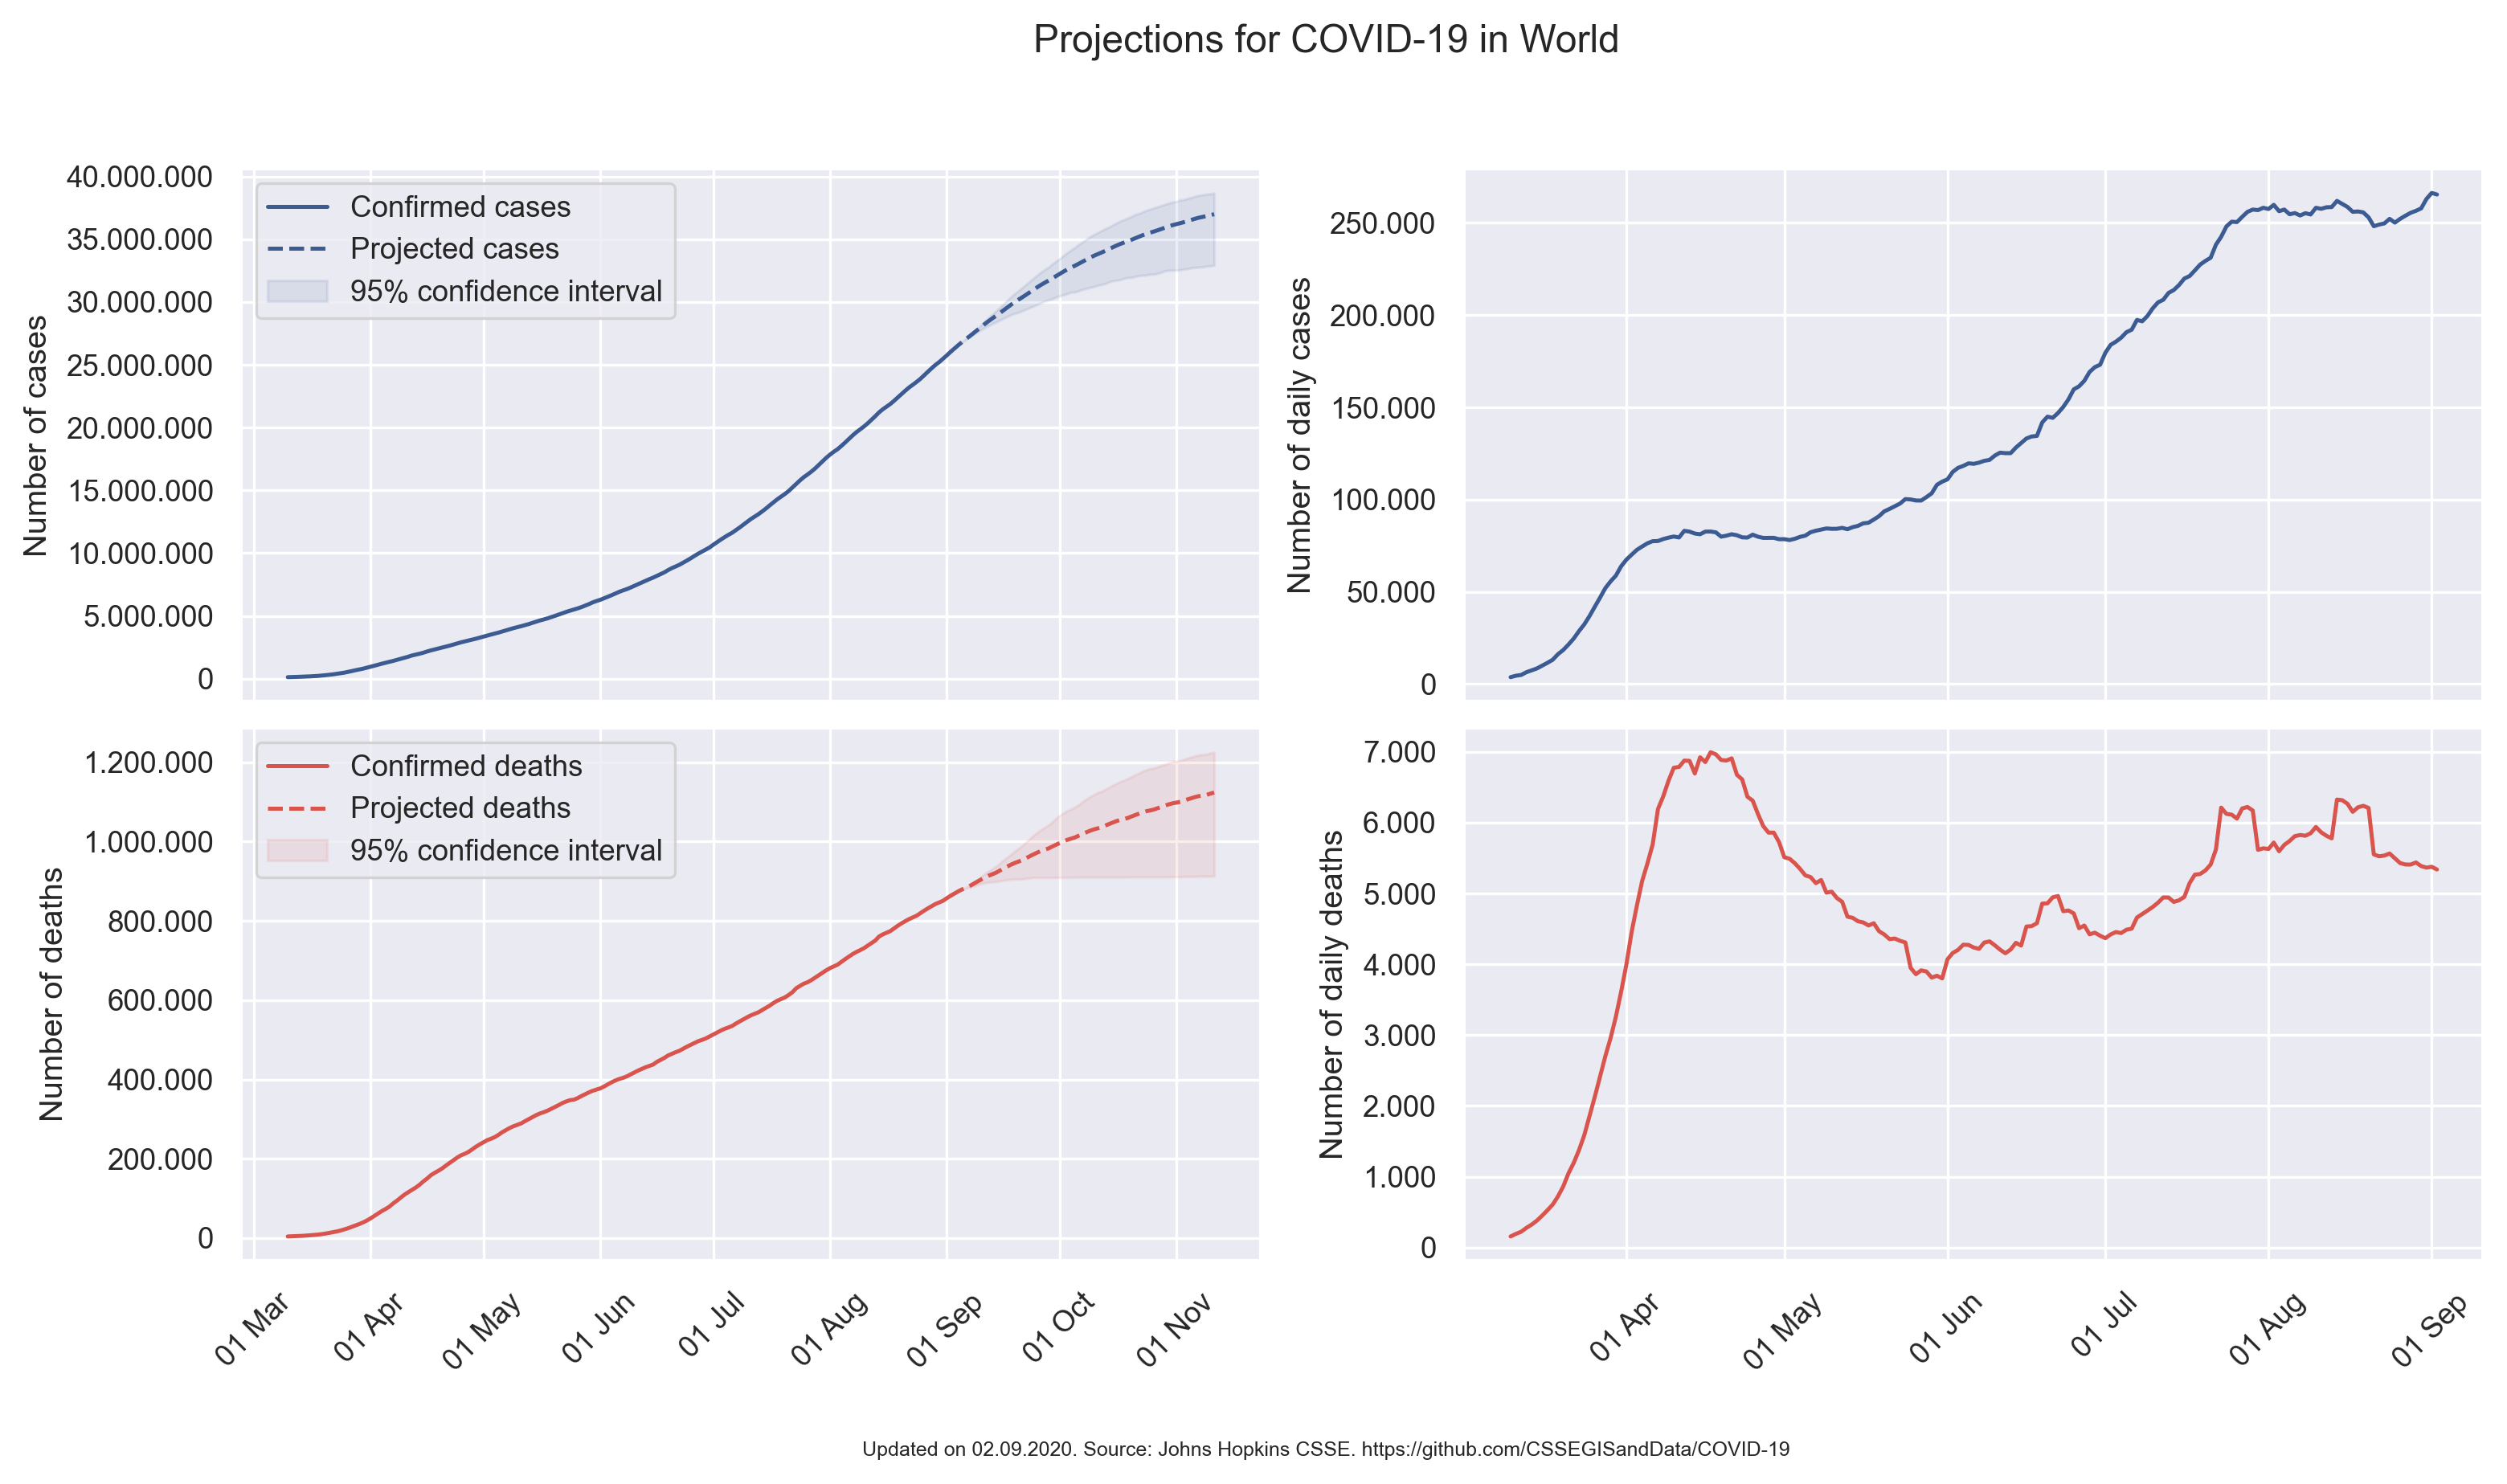 Projections for COVID-19 in World
40.000.000
35.000.000
30.000.000
25.000.000
20.000.000
15.000.000
10.000.000
5.000.000
0
Number of cases
Confirmed cases
Projected cases
95% confidence interval
250.000
200.000
150.000
100.000
50.000
0
Number of daily cases
1.200.000
1.000.000
800.000
600.000
400.000
200.000
0
Number of deaths
Confirmed deaths
Projected deaths
95% confidence interval
01 Mar
01 Apr
01 May
01 Jun
01 Jul
01 Aug
01 Sep
01 Oct
01 Nov
7.000
6.000
5.000
4.000
3.000
2.000
1.000
0
Number of daily deaths
01 Apr
01 May
01 Jun
01 Jul
01 Aug
01 Sep
Updated on 02.09.2020. Source: Johns Hopkins CSSE. https://github.com/CSSEGISandData/COVID-19